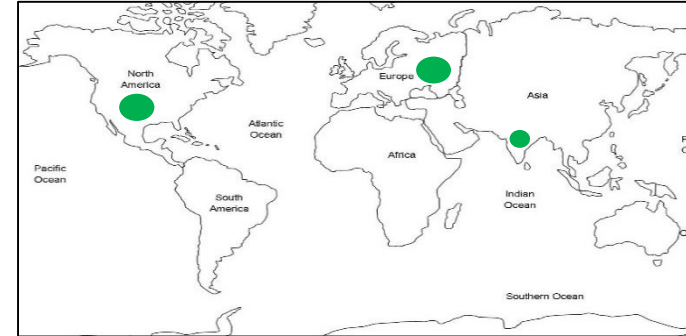 North
America
Europe
Asia
Atlantic
Ocean
Africa
Pacific
Ocean
South
America
Indian
Ocean
Southern Ocean